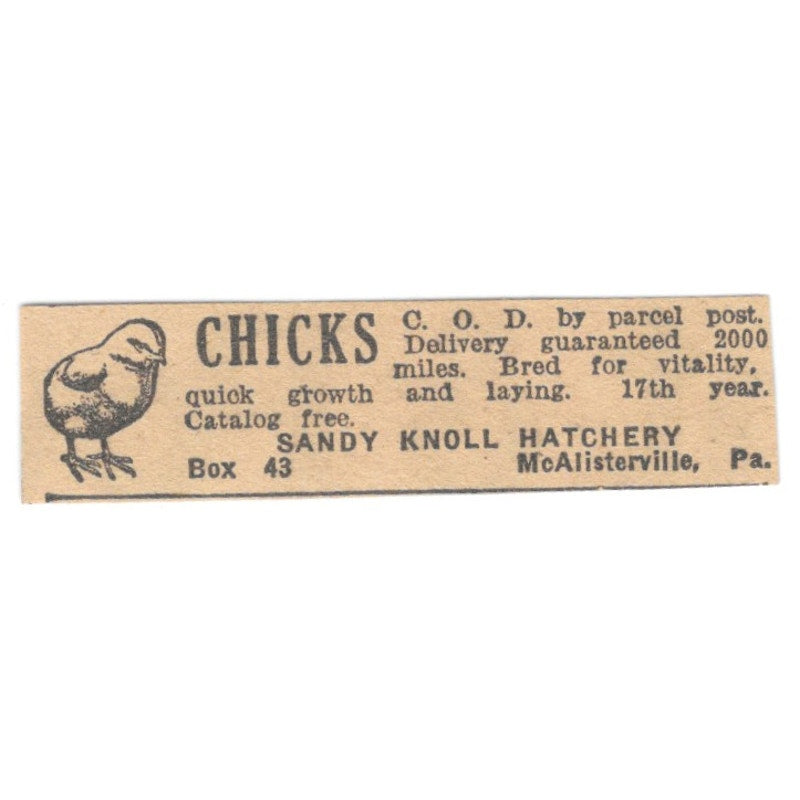 CHICKS C. O. D. by parcel post.
Delivery guaranteed 2000
miles. Bred for vitality,
quick growth and laying. 17th year.
Catalog free.
SANDY KNOLL HATCHERY
Box 43 McAlisterville, Pa.